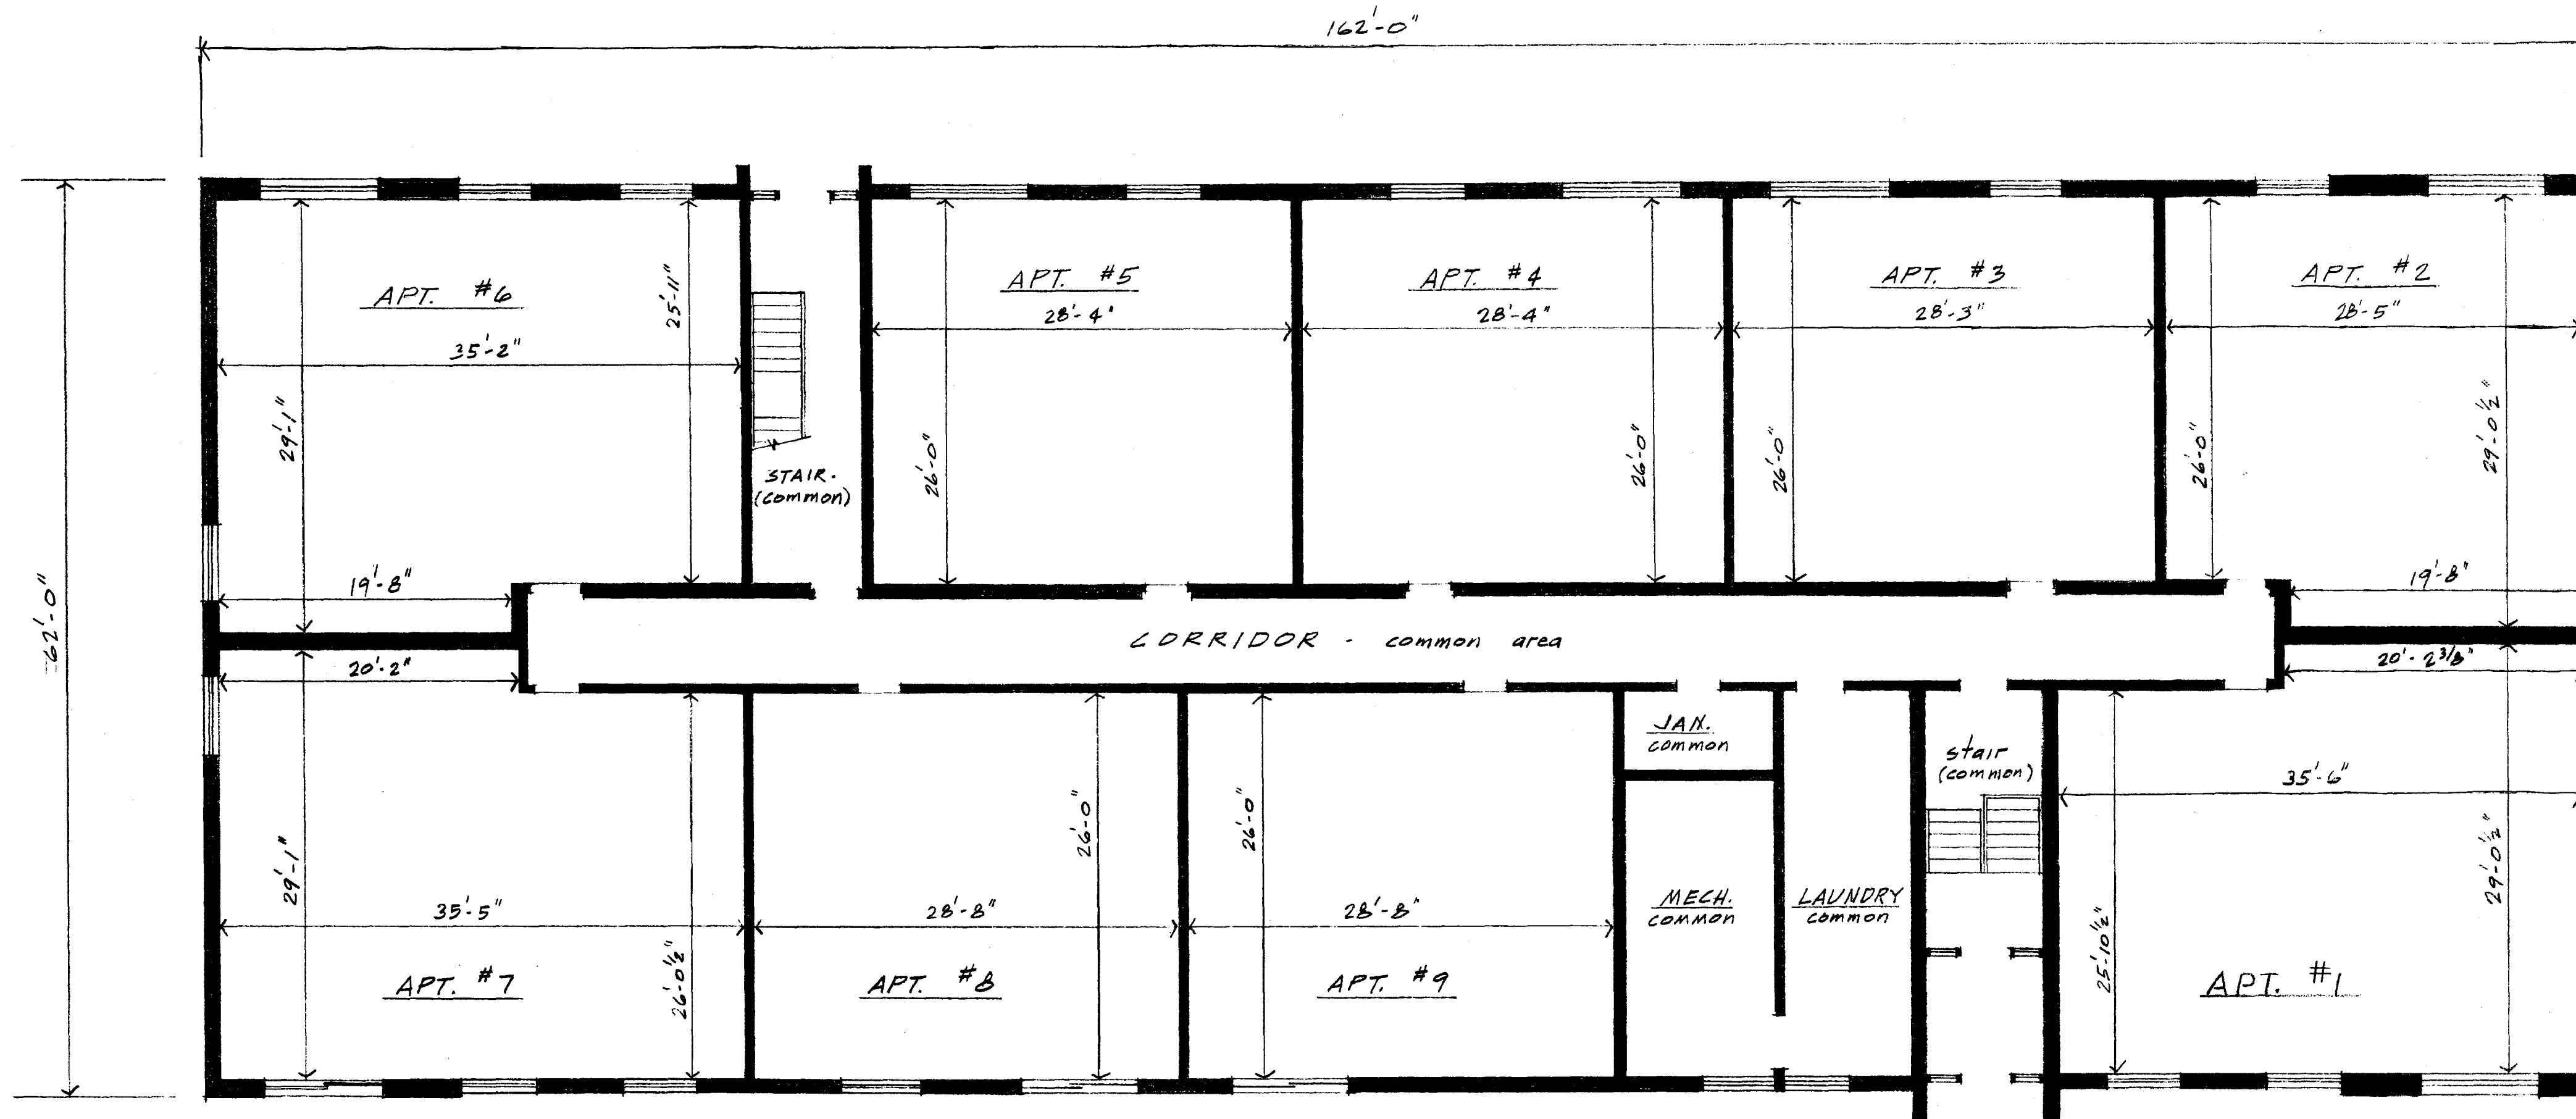 162'-0"
APT. #6
35'-2"
29'-1"
25'-11"
19'-8"
STAIR.
(common)
APT. #5
28'-4"
26'-0"
APT. #4
28'-4"
26'-0"
APT. #3
28'-3"
26'-0"
APT. #2
28'-5"
26'-0"
29'-0½"
19'-8"
62'-0"
CORRIDOR - common area
20'-2"
29'-1"
35'-5"
26'-0½"
APT. #7
28'-8"
26'-0"
APT. #8
26'-0"
28'-8"
APT. #9
JAN.
common
MECH.
common
LAUNDRY
common
stair
(common)
20'-2 3/8"
35'-6"
25'-10½"
29'-0½"
APT. #1